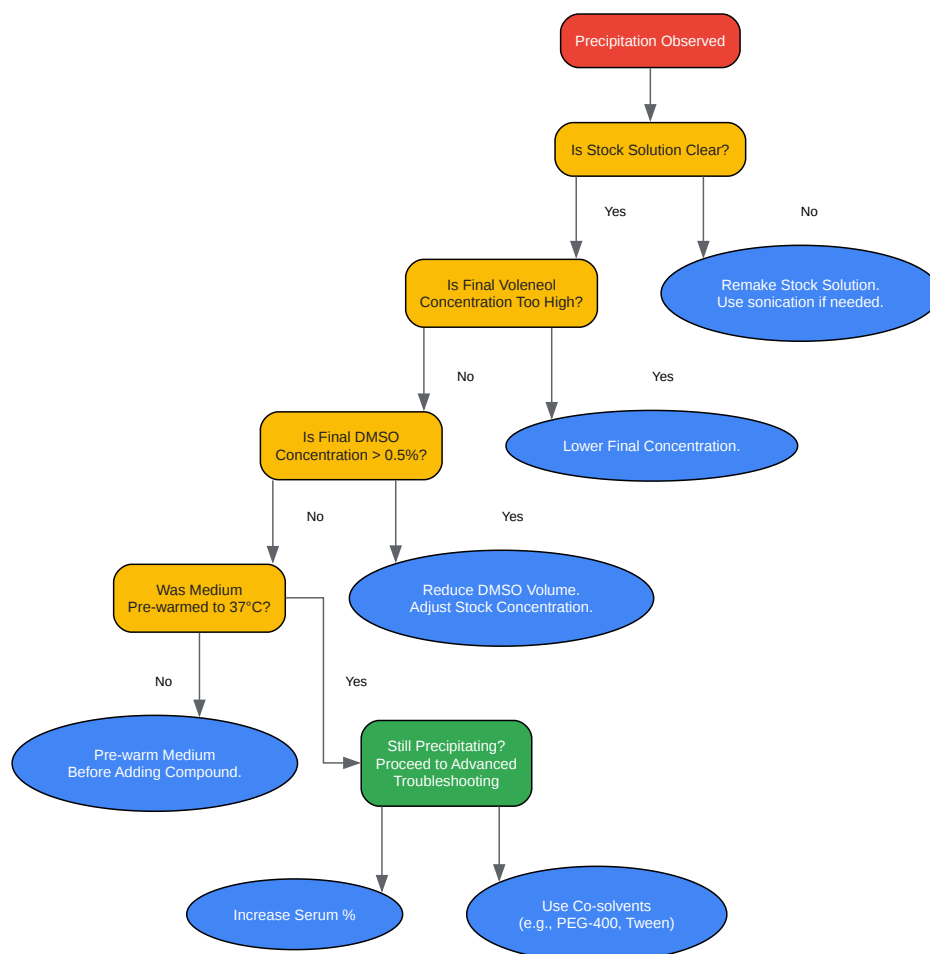 Precipitation Observed
Is Stock Solution Clear?
Yes
No
Is Final Voleneol
Concentration Too High?
Remake Stock Solution.
Use sonication if needed.
No
Yes
Is Final DMSO
Concentration > 0.5%?
Lower Final Concentration.
No
Yes
Was Medium
Pre-warmed to 37°C?
Reduce DMSO Volume.
Adjust Stock Concentration.
No
Yes
Pre-warm Medium
Before Adding Compound.
Still Precipitating?
Proceed to Advanced
Troubleshooting
Increase Serum %
Use Co-solvents
(e.g., PEG-400, Tween)